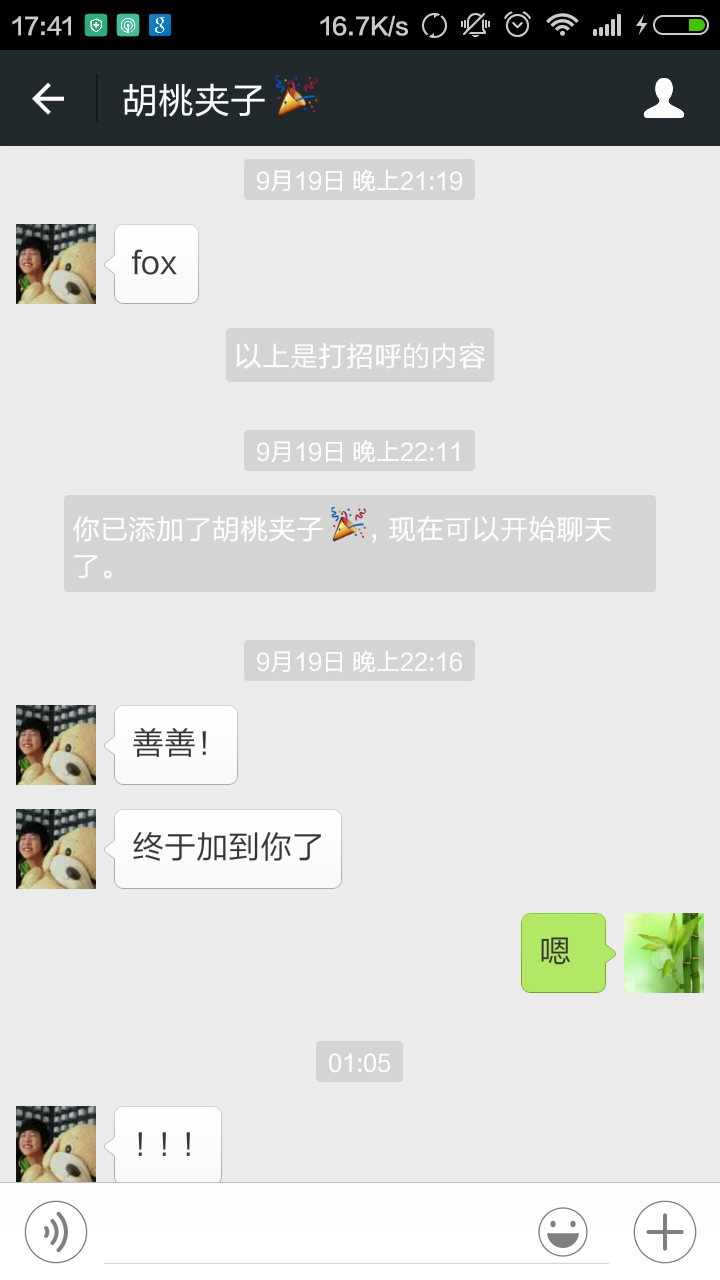 17:41
16.7K/s
胡桃夹子🎉
9月19日 晚上21:19
fox
以上是打招呼的内容
9月19日 晚上22:11
你已添加了胡桃夹子🎉, 现在可以开始聊天
了。
9月19日 晚上22:16
善善！
终于加到你了
嗯
01:05
！！！